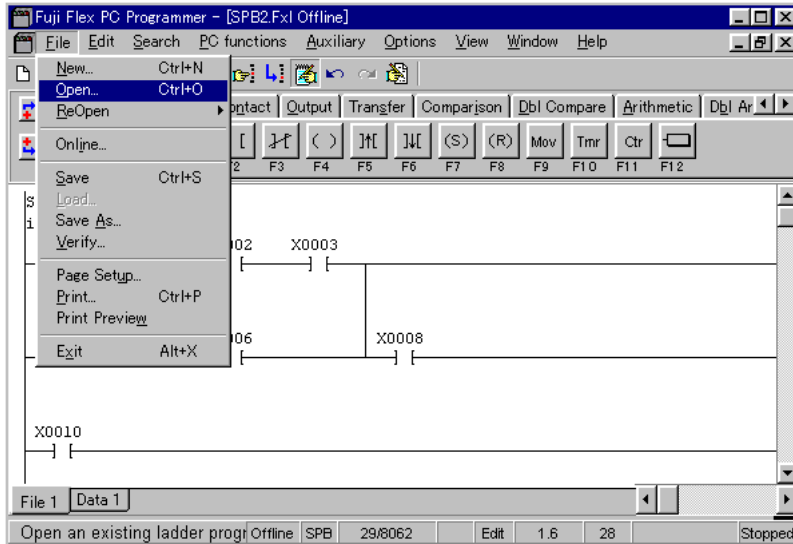 Fuji Flex PC Programmer - [SPB2.Fxl Offline]
File Edit Search PC functions Auxiliary Options View Window Help
New... Ctrl+N
Open... Ctrl+O
ReOpen
Online...
Save Ctrl+S
Load...
Save As...
Verify...
Page Setup...
Print... Ctrl+P
Print Preview
Exit Alt+X
Output Transfer Comparison Dbl Compare Arithmetic Dbl Ar
(S) (R) Mov Tmr Ctr
F3 F4 F5 F6 F7 F8 F9 F10 F11 F12
X0003
X0008
X0010
File 1 Data 1
Open an existing ladder progr Offline SPB 29/8062 Edit 1.6 28 Stopped